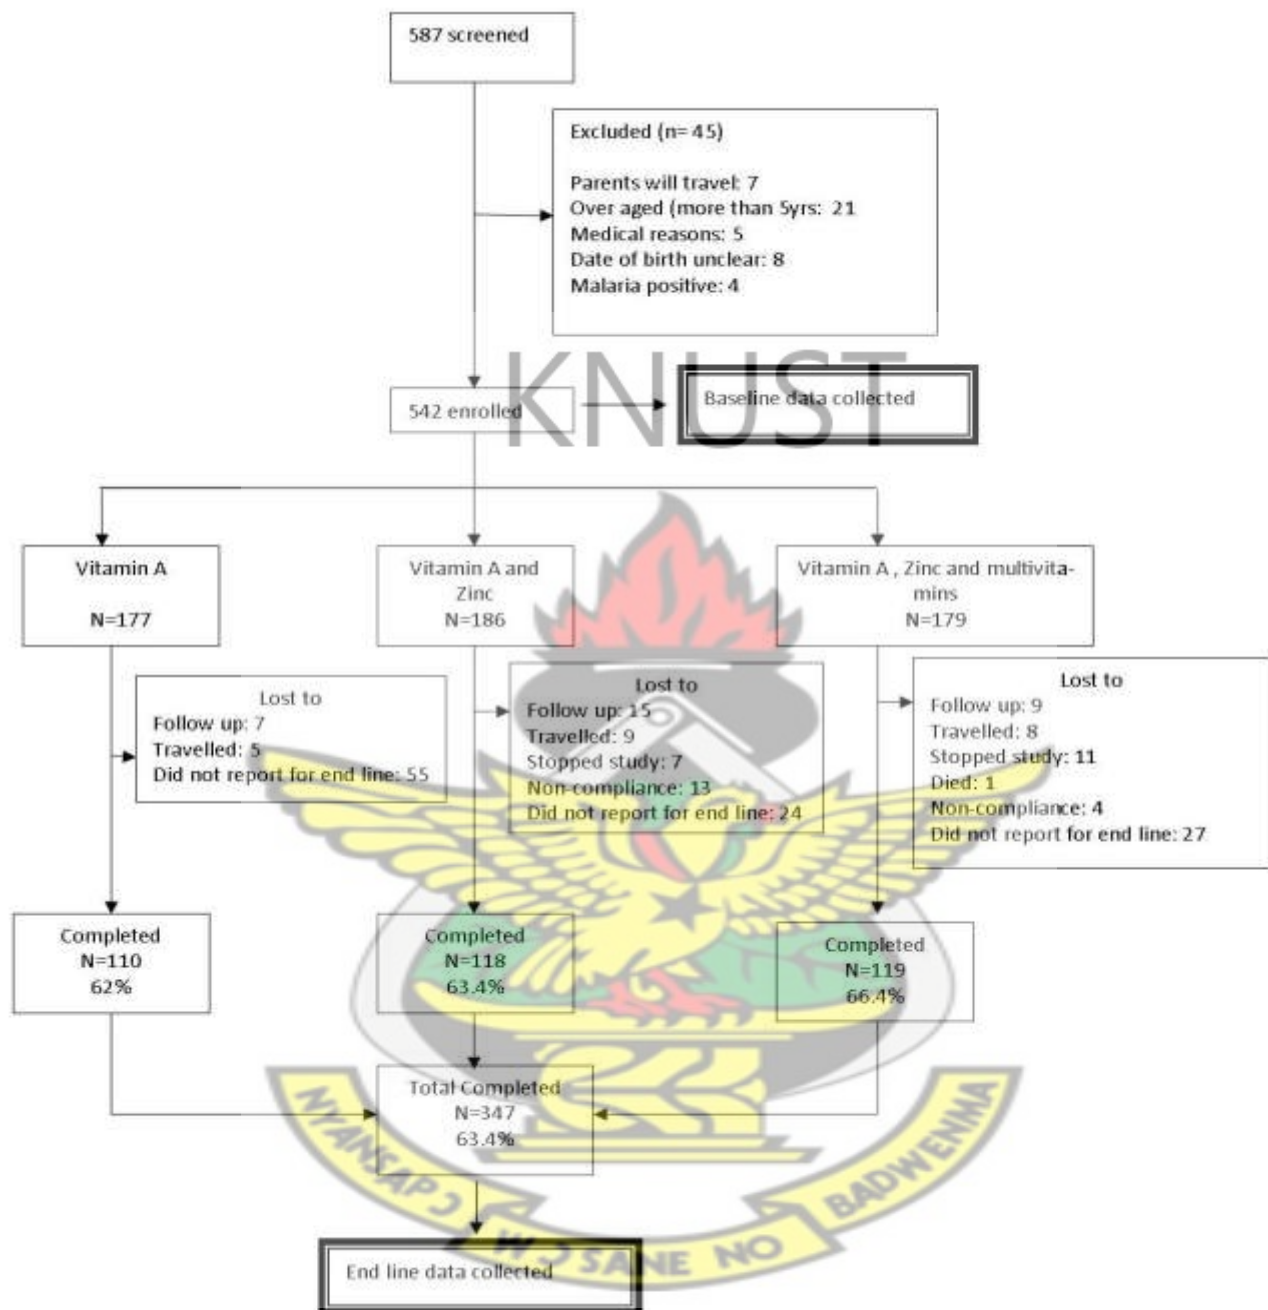 587 screened
Excluded (n= 45)
Parents will travel: 7
Over aged (more than 5yrs: 21
Medical reasons: 5
Date of birth unclear: 8
Malaria positive: 4
KNUST
542 enrolled
Baseline data collected
Vitamin A
N=177
Vitamin A and
Zinc
N=186
Vitamin A , Zinc and multivita-
mins
N=179
Lost to
Follow up: 7
Travelled: 5
Did not report for end line: 55
Lost to
Follow up: 15
Travelled: 9
Stopped study: 7
Non-compliance: 13
Did not report for end line: 24
Lost to
Follow up: 9
Travelled: 8
Stopped study: 11
Died: 1
Non-compliance: 4
Did not report for end line: 27
Completed
N=110
62%
Completed
N=118
63.4%
Completed
N=119
66.4%
Total Completed
N=347
63.4%
NYANSAPƆ WƆ SANE NO BADWENMA
End line data collected